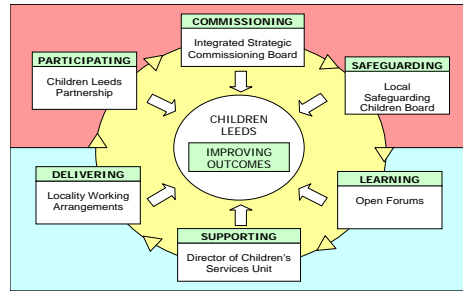 COMMISSIONING
Integrated Strategic
Commissioning Board
PARTICIPATING
Children Leeds
Partnership
SAFEGUARDING
Local
Safeguarding
Children Board
CHILDREN
LEEDS
IMPROVING
OUTCOMES
DELIVERING
Locality Working
Arrangements
LEARNING
Open Forums
SUPPORTING
Director of Children's
Services Unit